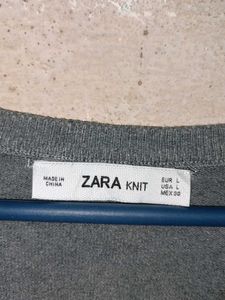 MADE IN
CHINA
ZARA KNIT
EUR L
USA L
MEX 30